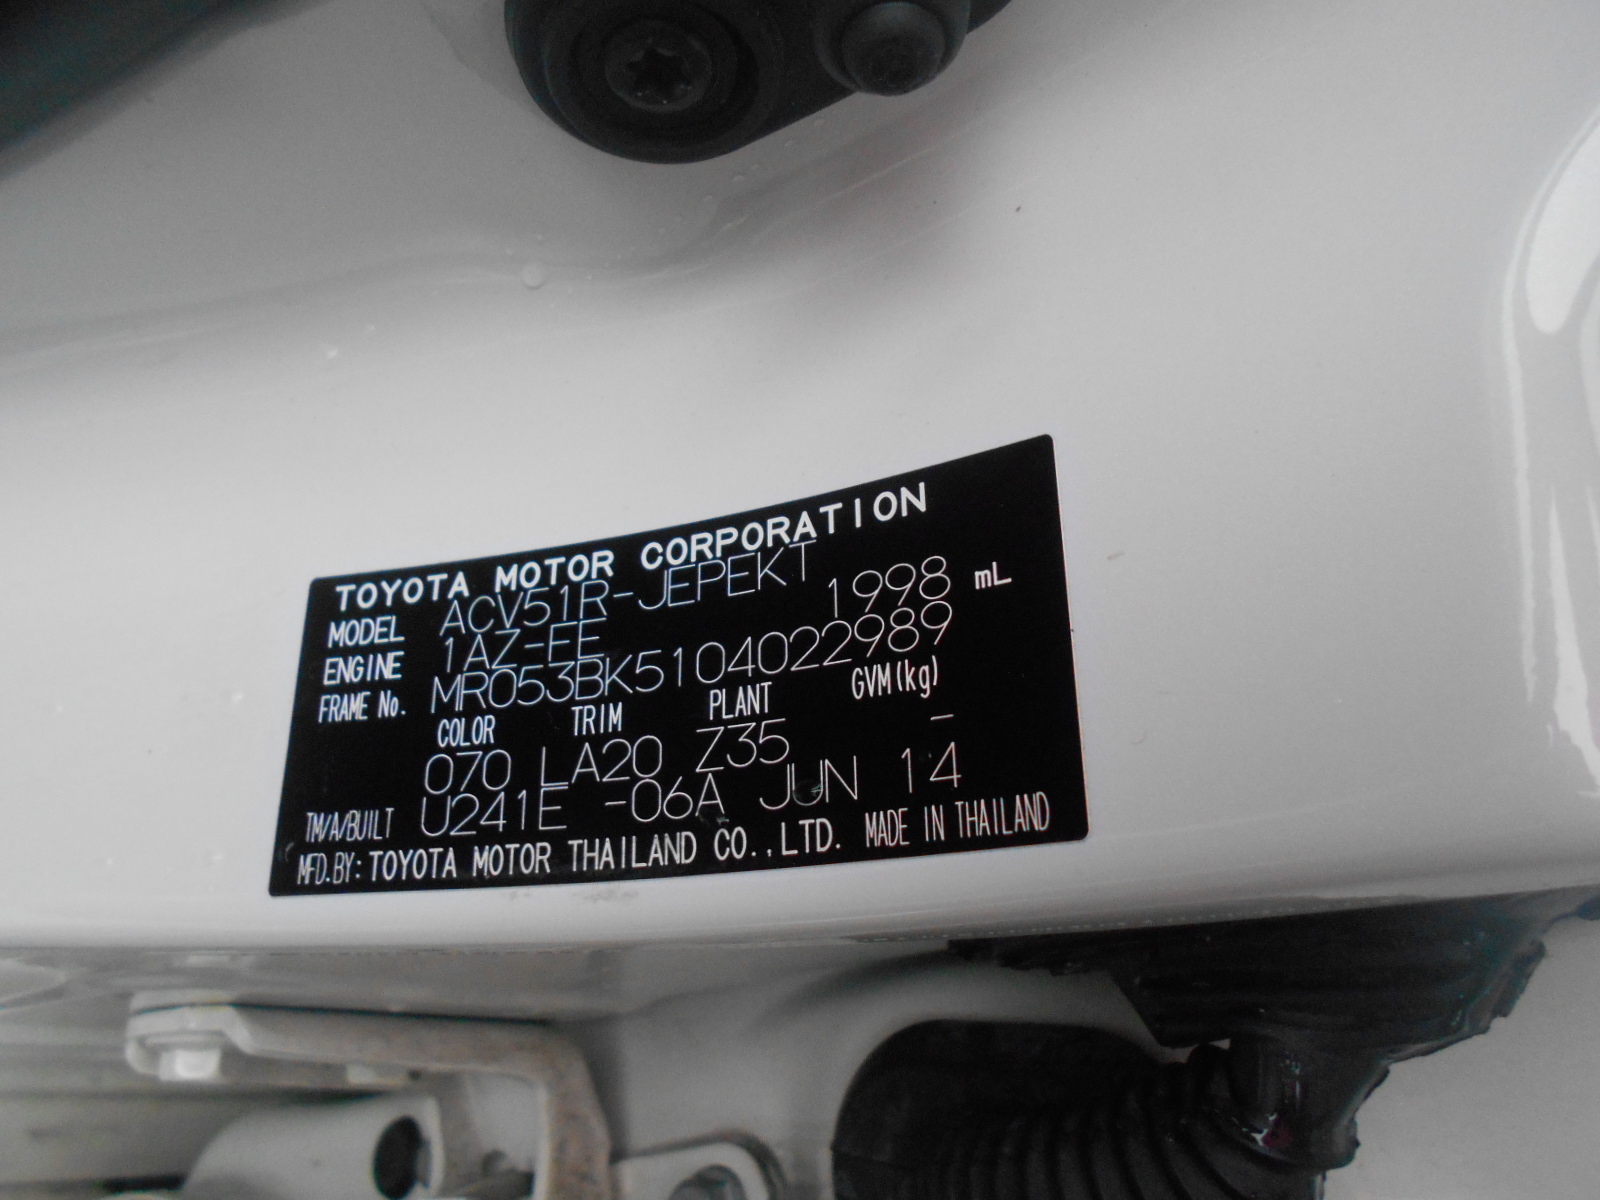 TOYOTA MOTOR CORPORATION
MODEL ACV51R-JEPEKT
ENGINE 1AZ-FE 1998 mL
FRAME No. MR053BK5104022989
COLOR TRIM PLANT GVM(kg)
070 LA20 Z35 -
TM/A/BUILT U241E -06A JUN 14
MFD.BY: TOYOTA MOTOR THAILAND CO.,LTD. MADE IN THAILAND